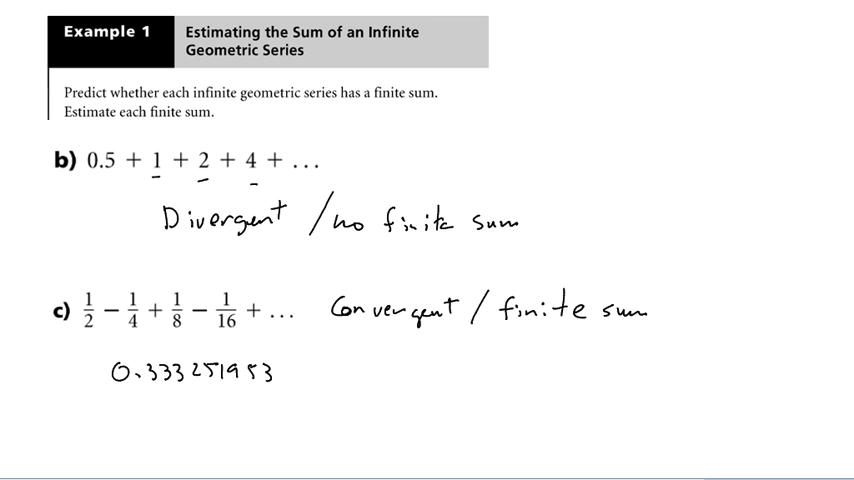 Example 1 Estimating the Sum of an Infinite
Geometric Series
Predict whether each infinite geometric series has a finite sum.
Estimate each finite sum.
b) 0.5 + 1 + 2 + 4 + ...
Divergent / no finite sum
c) 1/2 − 1/4 + 1/8 − 1/16 + ... Convergent / finite sum
0.333251953